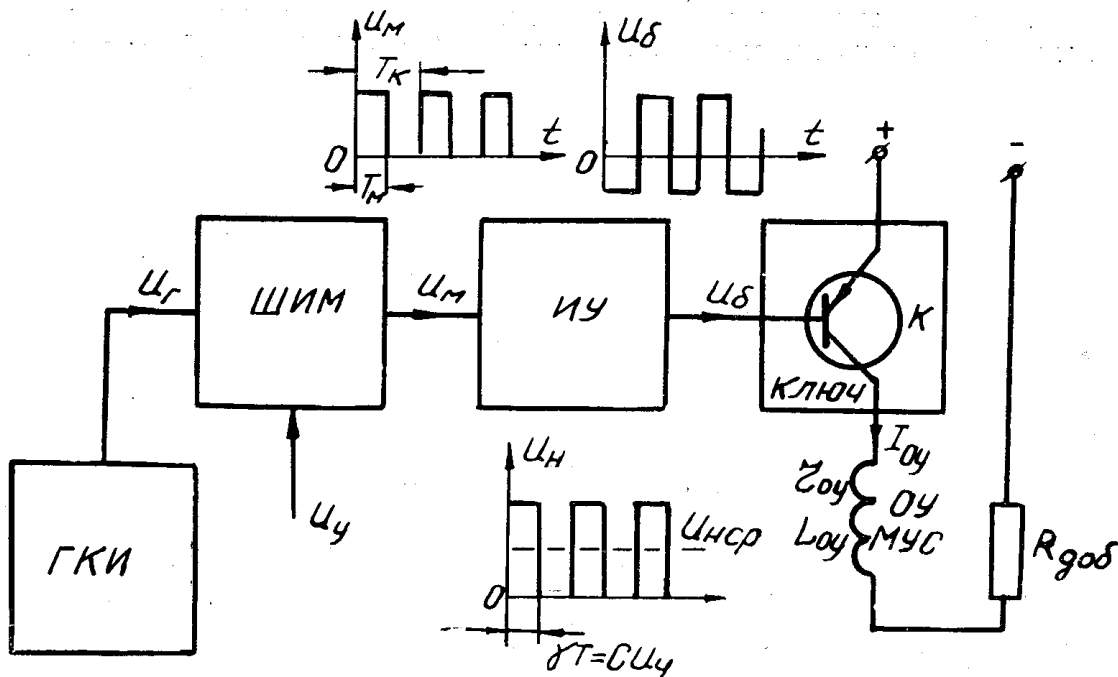 Uм
Tк
t
0
Tм
Uб
t
0
+
-
Uг
ШИМ
Uм
ИУ
Uб
К
КЛЮЧ
Uу
ГКИ
Uн
Uнср
0
γT=CUу
Iоу
rоу
ОУ
Lоу
МУС
Rдоб